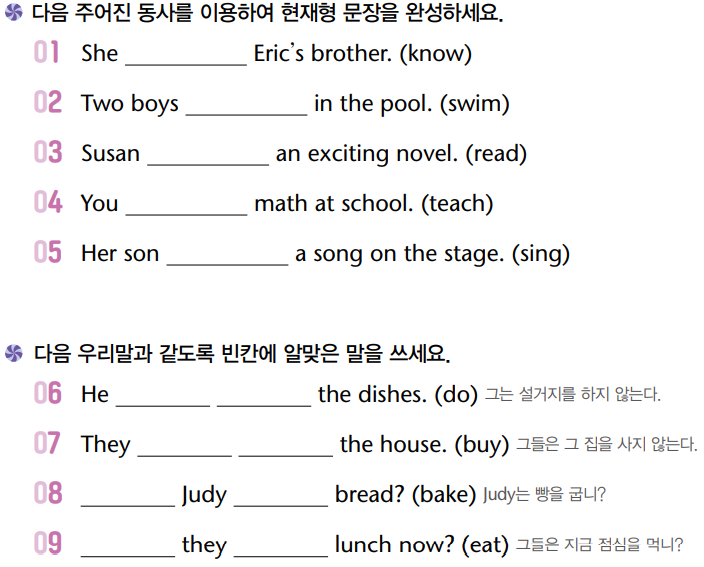 다음 주어진 동사를 이용하여 현재형 문장을 완성하세요.
01 She __________ Eric's brother. (know)
02 Two boys __________ in the pool. (swim)
03 Susan __________ an exciting novel. (read)
04 You __________ math at school. (teach)
05 Her son __________ a song on the stage. (sing)
다음 우리말과 같도록 빈칸에 알맞은 말을 쓰세요.
06 He ________ ________ the dishes. (do) 그는 설거지를 하지 않는다.
07 They ________ ________ the house. (buy) 그들은 그 집을 사지 않는다.
08 ________ Judy ________ bread? (bake) Judy는 빵을 굽니?
09 ________ they ________ lunch now? (eat) 그들은 지금 점심을 먹니?